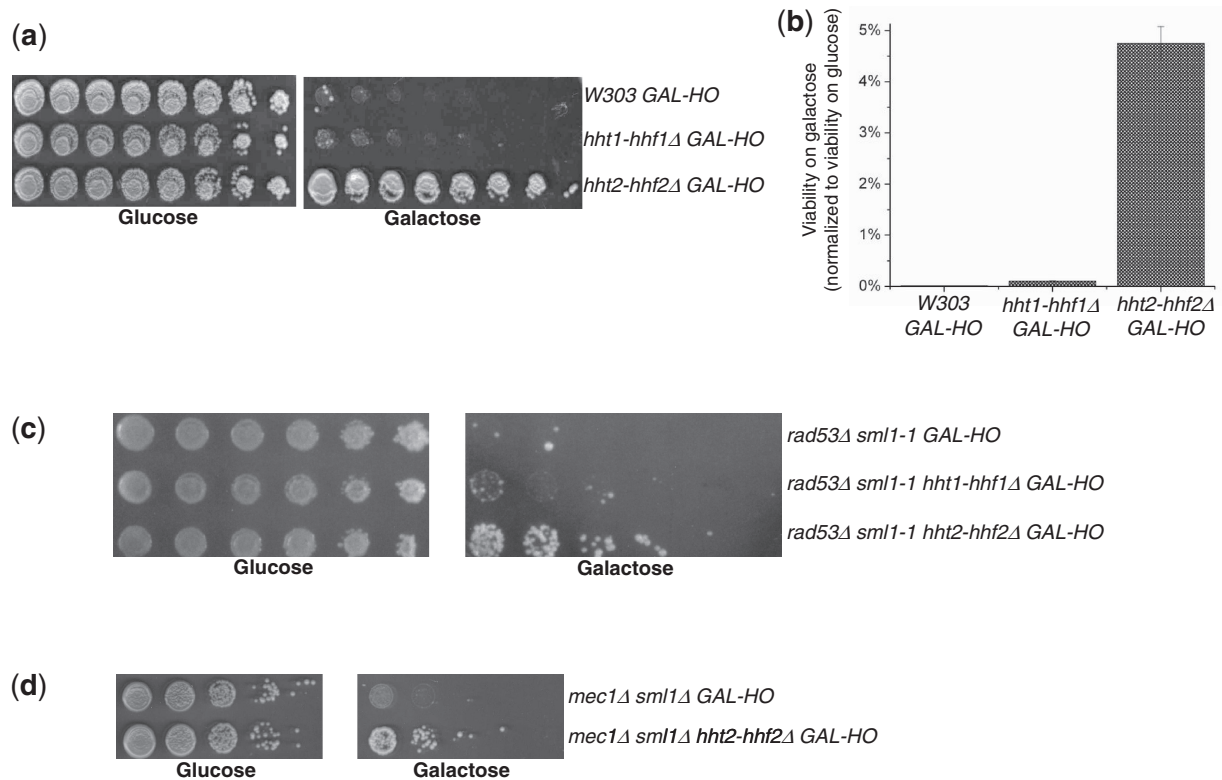 (a)
W303 GAL-HO
hht1-hhf1Δ GAL-HO
hht2-hhf2Δ GAL-HO
Glucose
Galactose
(b)
Viability on galactose
(normalized to viability on glucose)
5%
4%
3%
2%
1%
0%
W303
GAL-HO
hht1-hhf1Δ
GAL-HO
hht2-hhf2Δ
GAL-HO
(c)
rad53Δ sml1-1 GAL-HO
rad53Δ sml1-1 hht1-hhf1Δ GAL-HO
rad53Δ sml1-1 hht2-hhf2Δ GAL-HO
Glucose
Galactose
(d)
mec1Δ sml1Δ GAL-HO
mec1Δ sml1Δ hht2-hhf2Δ GAL-HO
Glucose
Galactose